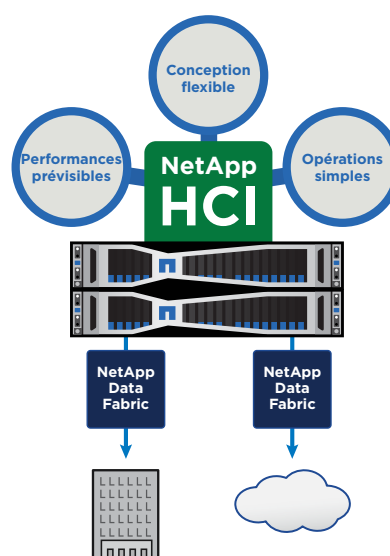 Conception
flexible
Performances
prévisibles
NetApp
HCI
Opérations
simples
NetApp
Data
Fabric
NetApp
Data
Fabric